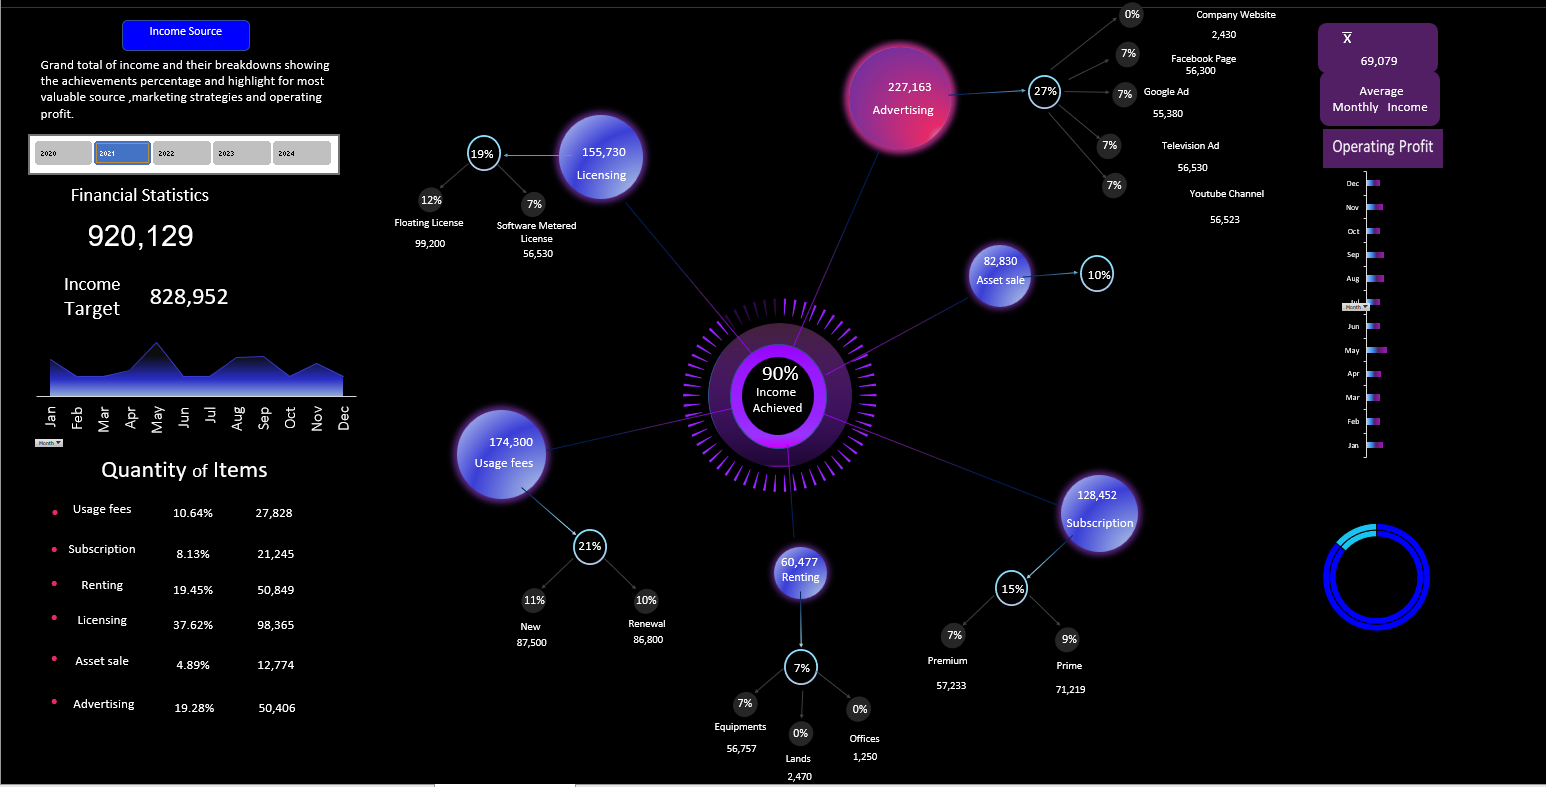 Income Source
Grand total of income and their breakdowns showing
the achievements percentage and highlight for most
valuable source ,marketing strategies and operating
profit.
2020
2021
2022
2023
2024
Financial Statistics
920,129
Income
Target
828,952
Jan
Feb
Mar
Apr
May
Jun
Jul
Aug
Sep
Oct
Nov
Dec
Month
Quantity of Items
Usage fees 10.64% 27,828
Subscription 8.13% 21,245
Renting 19.45% 50,849
Licensing 37.62% 98,365
Asset sale 4.89% 12,774
Advertising 19.28% 50,406
155,730
Licensing
19%
12%
Floating License
99,200
7%
Software Metered
License
56,530
227,163
Advertising
27%
0%
Company Website
2,430
7%
Facebook Page
56,300
7%
Google Ad
55,380
7%
Television Ad
56,530
7%
Youtube Channel
56,523
82,830
Asset sale
10%
90%
Income
Achieved
174,300
Usage fees
21%
11%
New
87,500
10%
Renewal
86,800
60,477
Renting
7%
7%
Equipments
56,757
0%
Lands
2,470
0%
Offices
1,250
128,452
Subscription
15%
7%
Premium
57,233
9%
Prime
71,219
X̅
69,079
Average
Monthly Income
Operating Profit
Dec
Nov
Oct
Sep
Aug
Jul
Month
Jun
May
Apr
Mar
Feb
Jan